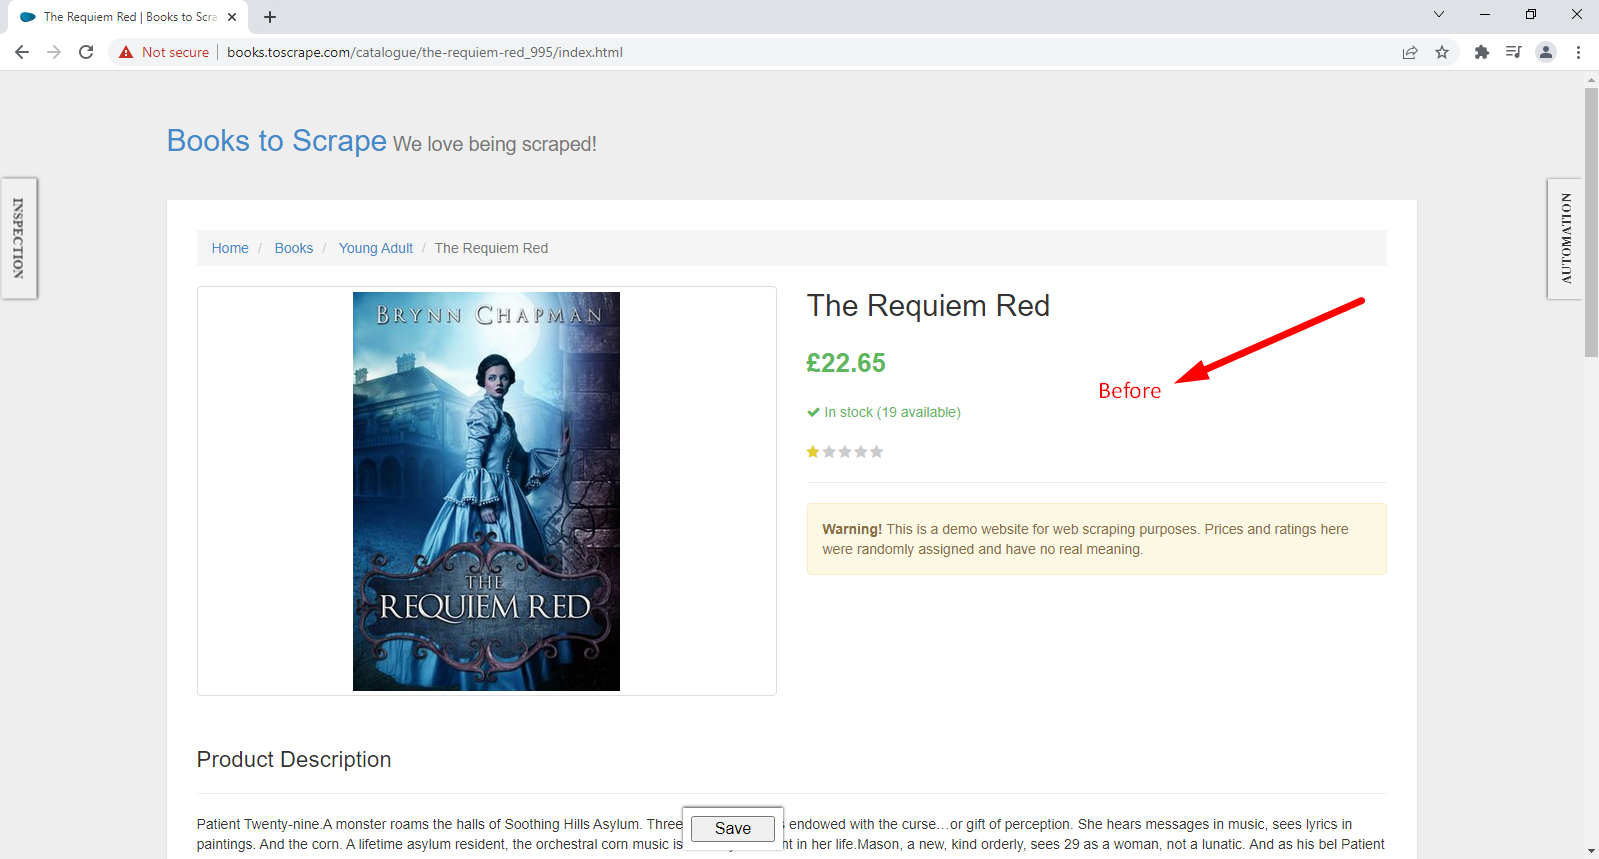 The Requiem Red | Books to Scra
Not secure
books.toscrape.com/catalogue/the-requiem-red_995/index.html
Books to Scrape We love being scraped!
INSPECTION
AUTOMATION
Home / Books / Young Adult / The Requiem Red
BRYNN CHAPMAN
THE
REQUIEM RED
The Requiem Red
£22.65
Before
In stock (19 available)
Warning! This is a demo website for web scraping purposes. Prices and ratings here
were randomly assigned and have no real meaning.
Product Description
Patient Twenty-nine.A monster roams the halls of Soothing Hills Asylum. Three s endowed with the curse…or gift of perception. She hears messages in music, sees lyrics in
Save
paintings. And the corn. A lifetime asylum resident, the orchestral corn music is nt in her life.Mason, a new, kind orderly, sees 29 as a woman, not a lunatic. And as his bel Patient